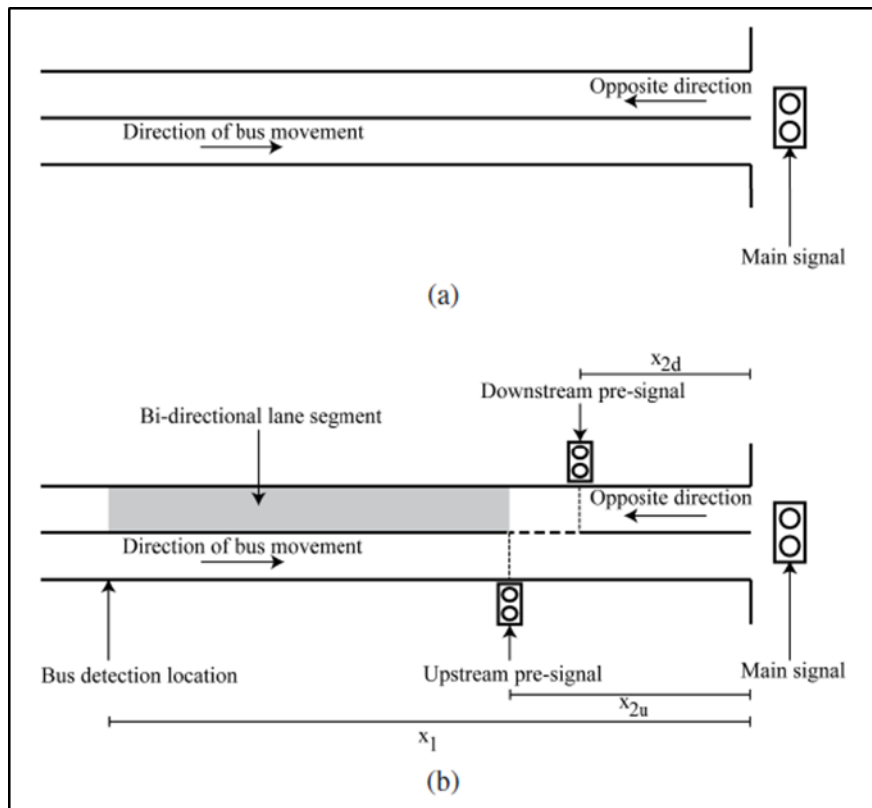 Opposite direction
Direction of bus movement
Main signal
(a)
x2d
Downstream pre-signal
Bi-directional lane segment
Opposite direction
Direction of bus movement
Bus detection location
Upstream pre-signal
Main signal
x2u
x1
(b)